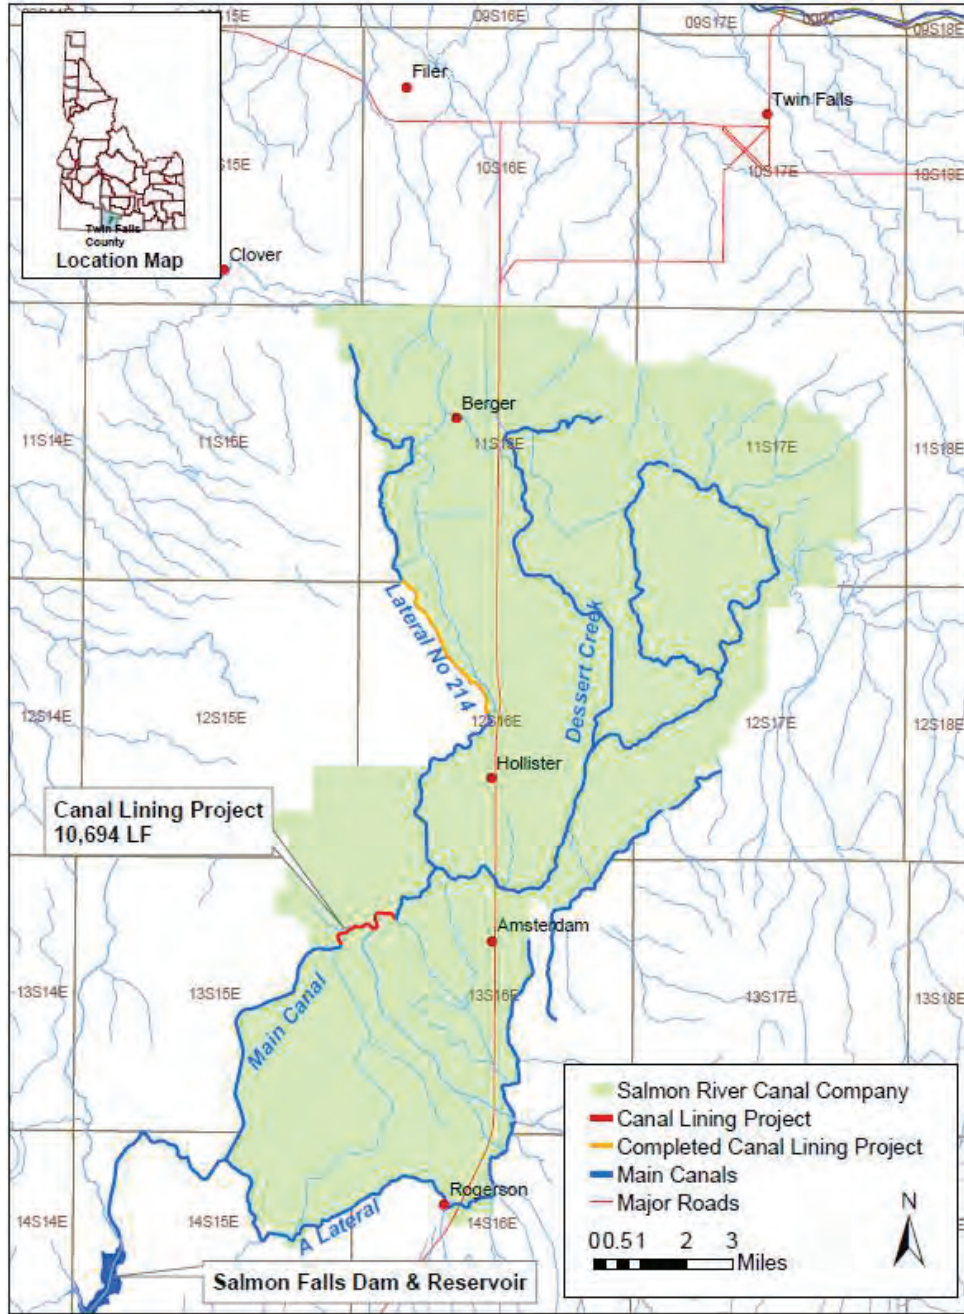 09S16E
09S17E
09S18E
Filer
Twin Falls
10S16E
10S17E
10S18E
Twin Falls
County
Location Map
Clover
Berger
11S14E
11S15E
11S17E
11S18E
Lateral No 214
Dessert Creek
12S14E
12S15E
12S16E
12S17E
12S18E
Hollister
Canal Lining Project
10,694 LF
Amsterdam
Main Canal
13S14E
13S15E
13S16E
13S17E
13S18E
Salmon River Canal Company
Canal Lining Project
Completed Canal Lining Project
Main Canals
Major Roads
N
0 0.5 1 2 3
Miles
Rogerson
A Lateral
14S14E
14S15E
14S16E
Salmon Falls Dam & Reservoir